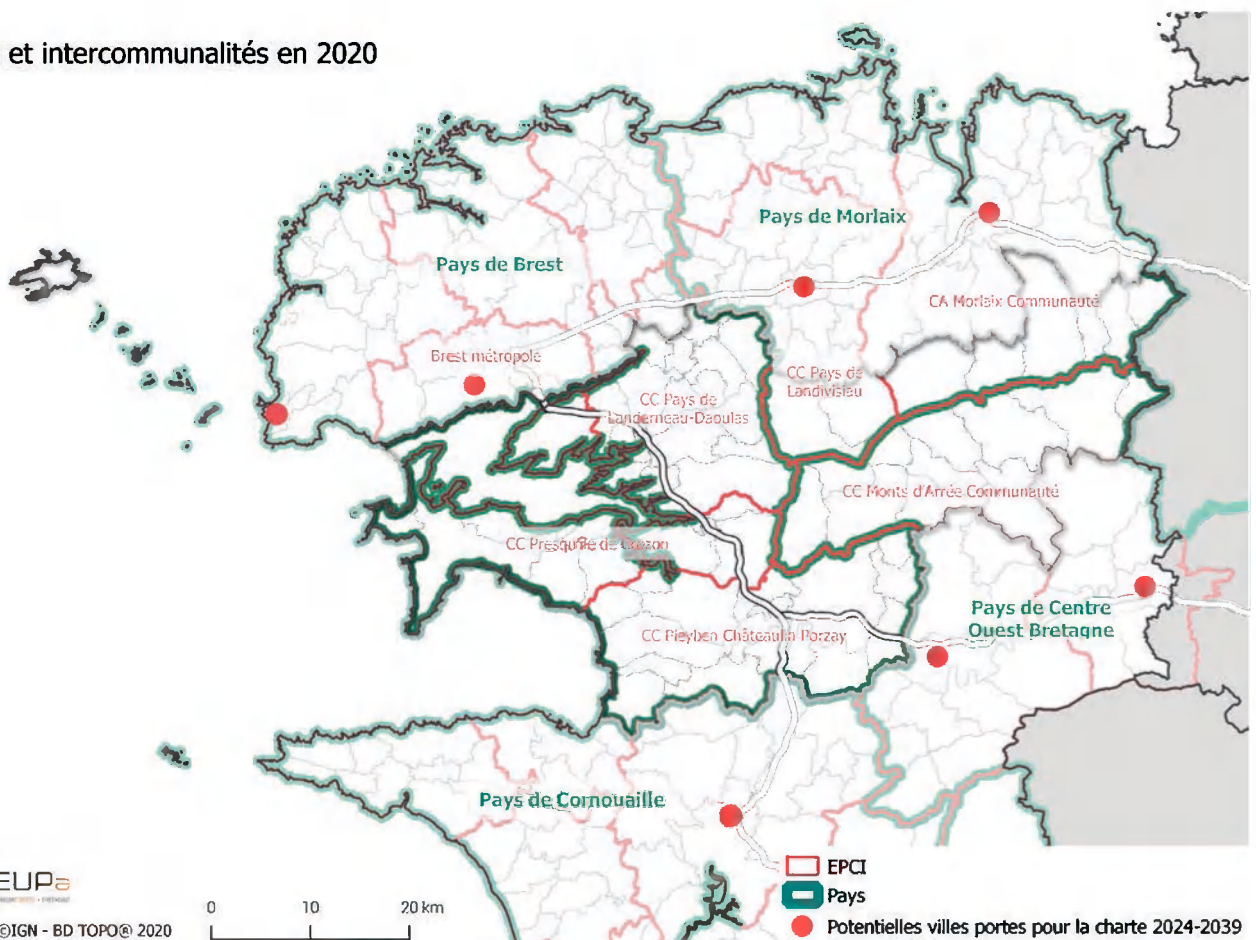 et intercommunalités en 2020
Pays de Morlaix
Pays de Brest
CA Morlaix Communauté
Brest métropole
CC Pays de
Landivisiau
CC Pays de
Landerneau-Daoulas
CC Monts d'Arrée Communauté
CC Presqu'île de Crozon
Pays de Centre
Ouest Bretagne
CC Pleyben Châteaulin Porzay
Pays de Cornouaille
EPCI
Pays
Potentielles villes portes pour la charte 2024-2039
EUPa
0 10 20 km
©IGN - BD TOPO® 2020